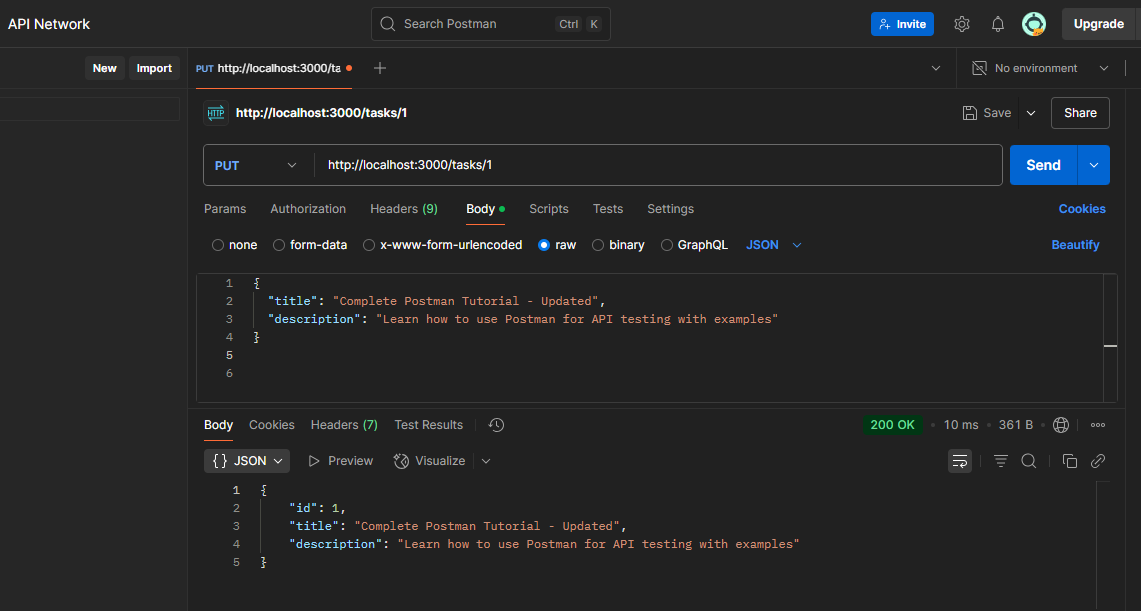 API Network
Search Postman
Ctrl K
Invite
Upgrade
New
Import
PUT http://localhost:3000/ta
No environment
HTTP
http://localhost:3000/tasks/1
Save
Share
PUT
http://localhost:3000/tasks/1
Send
Params Authorization Headers (9) Body Scripts Tests Settings
Cookies
none form-data x-www-form-urlencoded raw binary GraphQL JSON
Beautify
1 {
2 "title": "Complete Postman Tutorial - Updated",
3 "description": "Learn how to use Postman for API testing with examples"
4 }
5
6
Body Cookies Headers (7) Test Results
200 OK • 10 ms • 361 B
{} JSON Preview Visualize
1 {
2 "id": 1,
3 "title": "Complete Postman Tutorial - Updated",
4 "description": "Learn how to use Postman for API testing with examples"
5 }